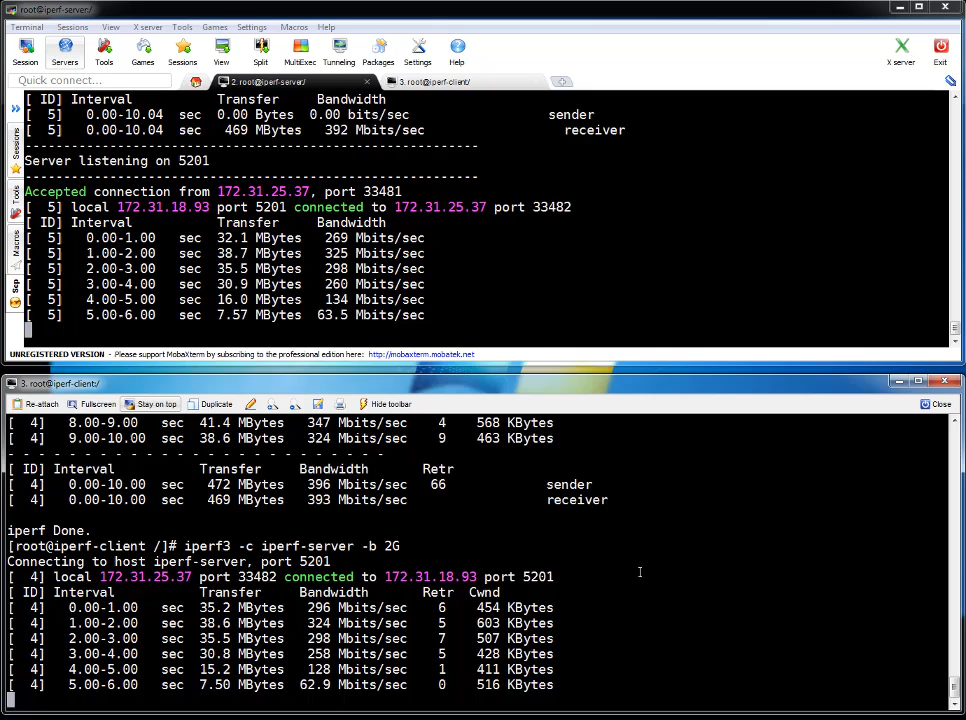 root@iperf-server:/
Terminal Sessions View X server Tools Games Settings Macros Help
Session Servers Tools Games Sessions View Split MultiExec Tunneling Packages Settings Help X server Exit
Quick connect... 2. root@iperf-server:/ 3. root@iperf-client:/
Sessions
Tools
Macros
Scp
[ ID] Interval Transfer Bandwidth
[ 5] 0.00-10.04 sec 0.00 Bytes 0.00 bits/sec sender
[ 5] 0.00-10.04 sec 469 MBytes 392 Mbits/sec receiver
-----------------------------------------------------------
Server listening on 5201
-----------------------------------------------------------
Accepted connection from 172.31.25.37, port 33481
[ 5] local 172.31.18.93 port 5201 connected to 172.31.25.37 port 33482
[ ID] Interval Transfer Bandwidth
[ 5] 0.00-1.00 sec 32.1 MBytes 269 Mbits/sec
[ 5] 1.00-2.00 sec 38.7 MBytes 325 Mbits/sec
[ 5] 2.00-3.00 sec 35.5 MBytes 298 Mbits/sec
[ 5] 3.00-4.00 sec 30.9 MBytes 260 Mbits/sec
[ 5] 4.00-5.00 sec 16.0 MBytes 134 Mbits/sec
[ 5] 5.00-6.00 sec 7.57 MBytes 63.5 Mbits/sec
UNREGISTERED VERSION - Please support MobaXterm by subscribing to the professional edition here: http://mobaxterm.mobatek.net
3. root@iperf-client:/
Re-attach Fullscreen Stay on top Duplicate Hide toolbar Close
[ 4] 8.00-9.00 sec 41.4 MBytes 347 Mbits/sec 4 568 KBytes
[ 4] 9.00-10.00 sec 38.6 MBytes 324 Mbits/sec 9 463 KBytes
- - - - - - - - - - - - - - - - - - - - - - - - -
[ ID] Interval Transfer Bandwidth Retr
[ 4] 0.00-10.00 sec 472 MBytes 396 Mbits/sec 66 sender
[ 4] 0.00-10.00 sec 469 MBytes 393 Mbits/sec receiver
iperf Done.
[root@iperf-client /]# iperf3 -c iperf-server -b 2G
Connecting to host iperf-server, port 5201
[ 4] local 172.31.25.37 port 33482 connected to 172.31.18.93 port 5201
[ ID] Interval Transfer Bandwidth Retr Cwnd
[ 4] 0.00-1.00 sec 35.2 MBytes 296 Mbits/sec 6 454 KBytes
[ 4] 1.00-2.00 sec 38.6 MBytes 324 Mbits/sec 5 603 KBytes
[ 4] 2.00-3.00 sec 35.5 MBytes 298 Mbits/sec 7 507 KBytes
[ 4] 3.00-4.00 sec 30.8 MBytes 258 Mbits/sec 5 428 KBytes
[ 4] 4.00-5.00 sec 15.2 MBytes 128 Mbits/sec 1 411 KBytes
[ 4] 5.00-6.00 sec 7.50 MBytes 62.9 Mbits/sec 0 516 KBytes